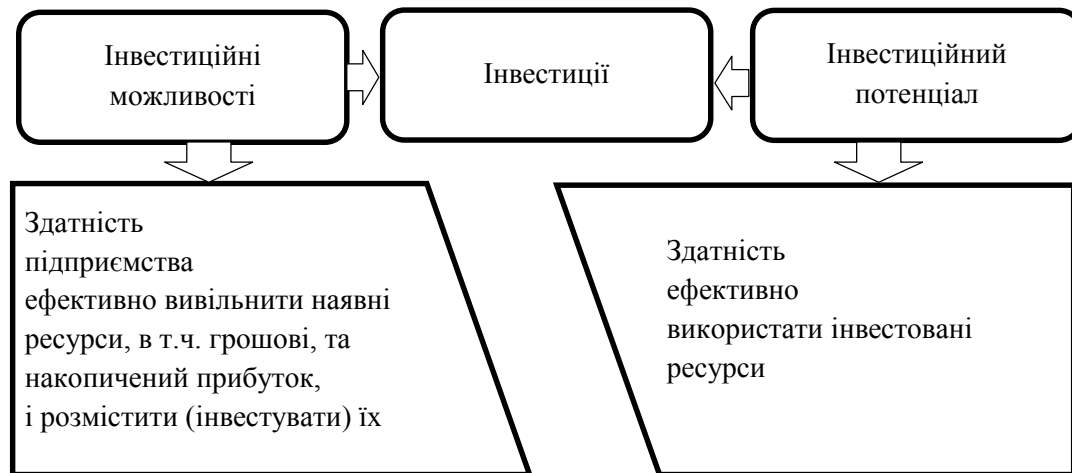 Інвестиційні
можливості
Інвестиції
Інвестиційний
потенціал
Здатність
підприємства
ефективно вивільнити наявні
ресурси, в т.ч. грошові, та
накопичений прибуток,
і розмістити (інвестувати) їх
Здатність
ефективно
використати інвестовані
ресурси